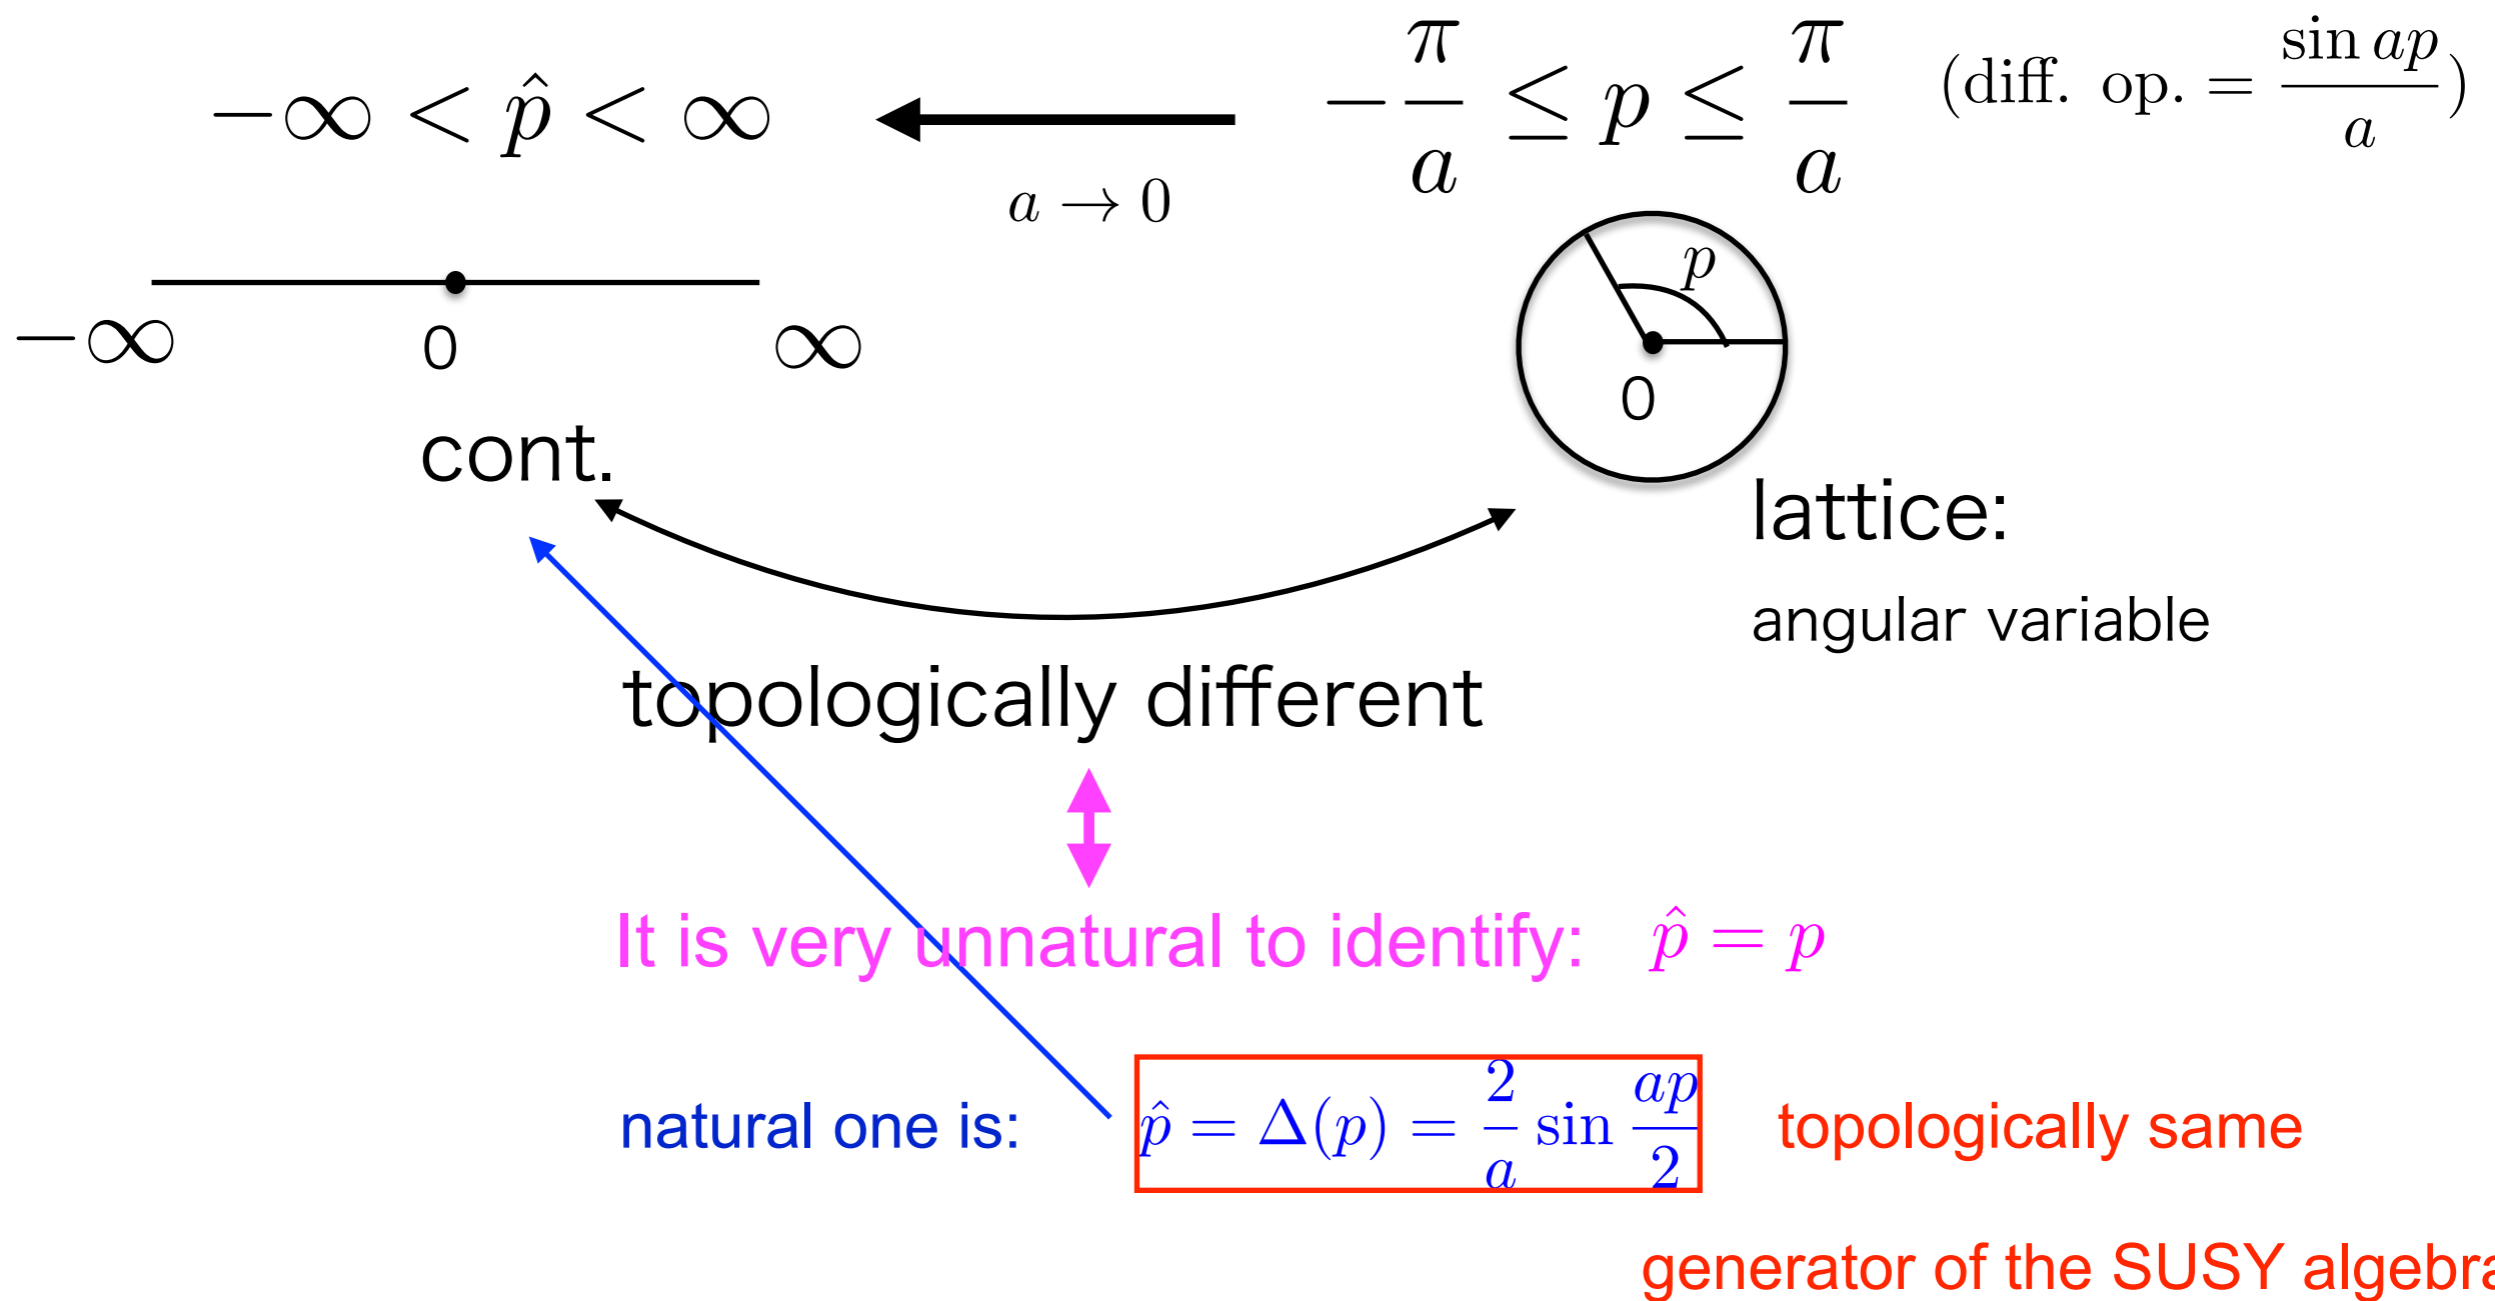 −∞ < p̂ < ∞
a → 0
−π/a ≤ p ≤ π/a
(diff. op. = sin ap / a)
−∞
0
∞
p
0
cont.
lattice:
angular variable
topologically different
It is very unnatural to identify: p̂ = p
natural one is: p̂ = Δ(p) = 2/a sin ap/2 topologically same
generator of the SUSY algebra